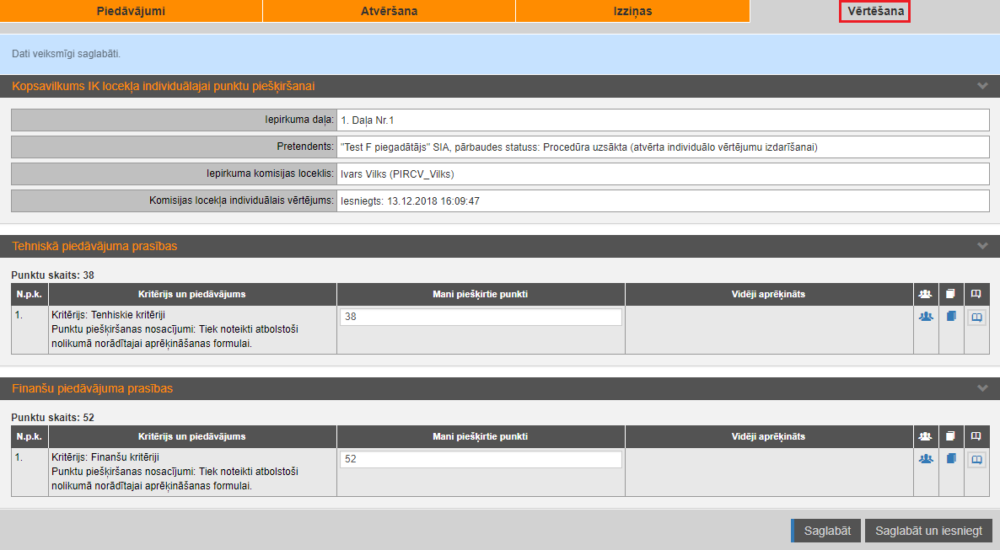 Piedāvājumi Atvēršana Izziņas Vērtēšana
Dati veiksmīgi saglabāti.
Kopsavilkums IK locekļa individuālajai punktu piešķiršanai
Iepirkuma daļa: 1. Daļa Nr.1
Pretendents: "Test F piegādātājs" SIA, pārbaudes statuss: Procedūra uzsākta (atvērta individuālo vērtējumu izdarīšanai)
Iepirkuma komisijas loceklis: Ivars Vilks (PIRCV_Vilks)
Komisijas locekļa individuālais vērtējums: Iesniegts: 13.12.2018 16:09:47
Tehniskā piedāvājuma prasības
Punktu skaits: 38
N.p.k. Kritērijs un piedāvājums Mani piešķirtie punkti Vidēji aprēķināts
1. Kritērijs: Tenhiskie kritēriji 38
Punktu piešķiršanas nosacījumi: Tiek noteikti atbolstoši
nolikumā norādītajai aprēķināšanas formulai.
Finanšu piedāvājuma prasības
Punktu skaits: 52
N.p.k. Kritērijs un piedāvājums Mani piešķirtie punkti Vidēji aprēķināts
1. Kritērijs: Finanšu kritēriji 52
Punktu piešķiršanas nosacījumi: Tiek noteikti atbolstoši
nolikumā norādītajai aprēķināšanas formulai.
Saglabāt Saglabāt un iesniegt